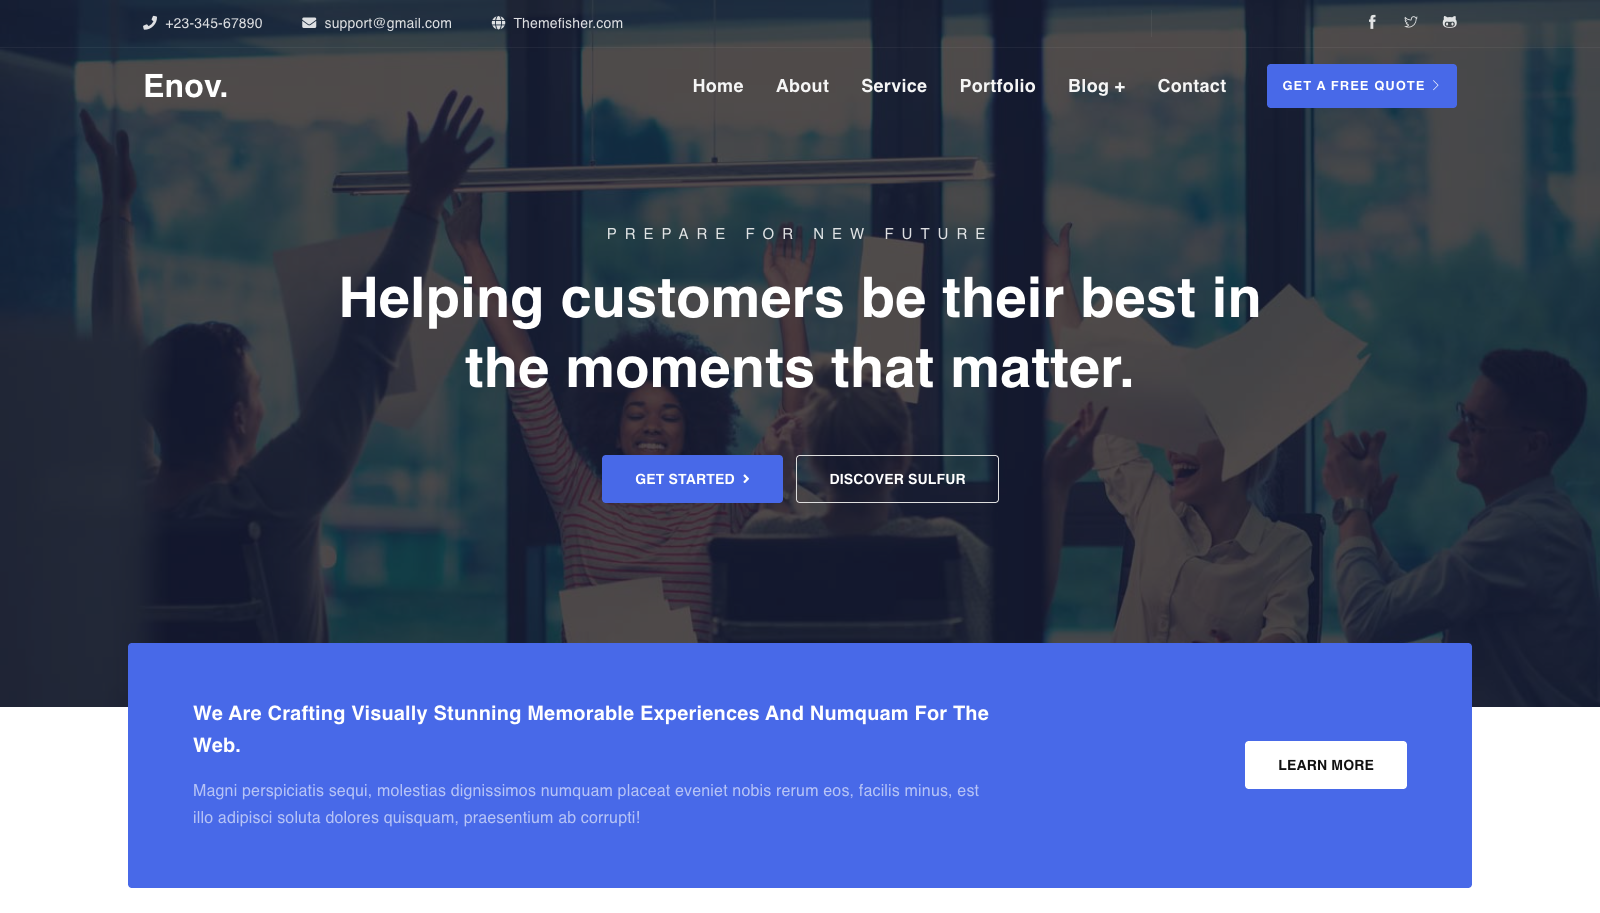 +23-345-67890
support@gmail.com
Themefisher.com
Enov.
Home
About
Service
Portfolio
Blog +
Contact
GET A FREE QUOTE
PREPARE FOR NEW FUTURE
Helping customers be their best in
the moments that matter.
GET STARTED
DISCOVER SULFUR
We Are Crafting Visually Stunning Memorable Experiences And Numquam For The
Web.
Magni perspiciatis sequi, molestias dignissimos numquam placeat eveniet nobis rerum eos, facilis minus, est
illo adipisci soluta dolores quisquam, praesentium ab corrupti!
LEARN MORE